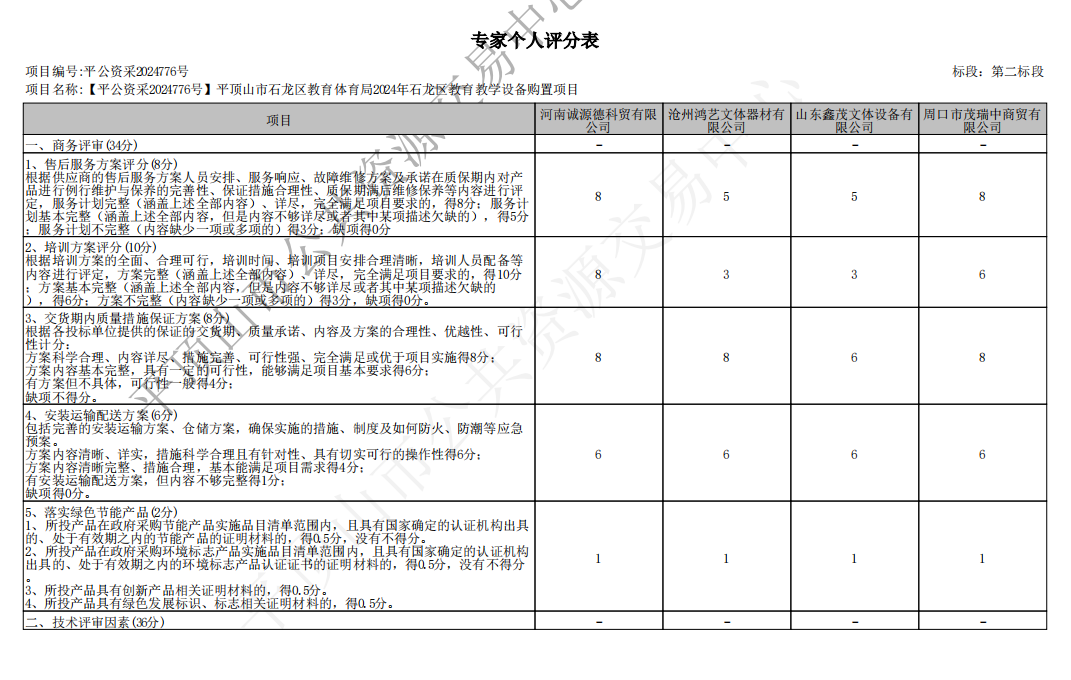 专家个人评分表
项目编号:平公资采2024776号
标段：第二标段
项目名称:【平公资采2024776号】平顶山市石龙区教育体育局2024年石龙区教育教学设备购置项目
项目
河南诚源德科贸有限
公司
沧州鸿艺文体器材有
限公司
山东鑫茂文体设备有
限公司
周口市茂瑞中商贸有
限公司
一、商务评审(34分)
－
－
－
－
1、售后服务方案评分(8分)
根据供应商的售后服务方案人员安排、服务响应、故障维修方案及承诺在质保期内对产
品进行例行维护与保养的完善性、保证措施合理性、质保期满后维修保养等内容进行评
定，服务计划完整（涵盖上述全部内容）、详尽，完全满足项目要求的，得8分；服务计
划基本完整（涵盖上述全部内容，但是内容不够详尽或者其中某项描述欠缺的），得5分
；服务计划不完整（内容缺少一项或多项的）得3分；缺项得0分
8
5
5
8
2、培训方案评分(10分)
根据培训方案的全面、合理可行，培训时间、培训项目安排合理清晰，培训人员配备等
内容进行评定，方案完整（涵盖上述全部内容）、详尽，完全满足项目要求的，得10分
；方案基本完整（涵盖上述全部内容，但是内容不够详尽或者其中某项描述欠缺的
），得6分；方案不完整（内容缺少一项或多项的）得3分，缺项得0分。
8
3
3
6
3、交货期内质量措施保证方案(8分)
根据各投标单位提供的保证的交货期、质量承诺、内容及方案的合理性、优越性、可行
性计分：
方案科学合理、内容详尽、措施完善、可行性强、完全满足或优于项目实施得8分；
方案内容基本完整，具有一定的可行性，能够满足项目基本要求得6分；
有方案但不具体，可行性一般得4分；
缺项不得分。
8
8
6
8
4、安装运输配送方案(6分)
包括完善的安装运输方案、仓储方案，确保实施的措施、制度及如何防火、防潮等应急
预案。
方案内容清晰、详实，措施科学合理且有针对性、具有切实可行的操作性得6分；
方案内容清晰完整、措施合理，基本能满足项目需求得4分；
有安装运输配送方案，但内容不够完整得1分；
缺项得0分。
6
6
6
6
5、落实绿色节能产品(2分)
1、所投产品在政府采购节能产品实施品目清单范围内，且具有国家确定的认证机构出具
的、处于有效期之内的节能产品的证明材料的，得0.5分，没有不得分。
2、所投产品在政府采购环境标志产品实施品目清单范围内，且具有国家确定的认证机构
出具的、处于有效期之内的环境标志产品认证证书的证明材料的，得0.5分，没有不得分
。
3、所投产品具有创新产品相关证明材料的，得0.5分。
4、所投产品具有绿色发展标识、标志相关证明材料的，得0.5分。
1
1
1
1
二、技术评审因素(36分)
－
－
－
－
平顶山市公共资源交易中心
平顶山市公共资源交易中心